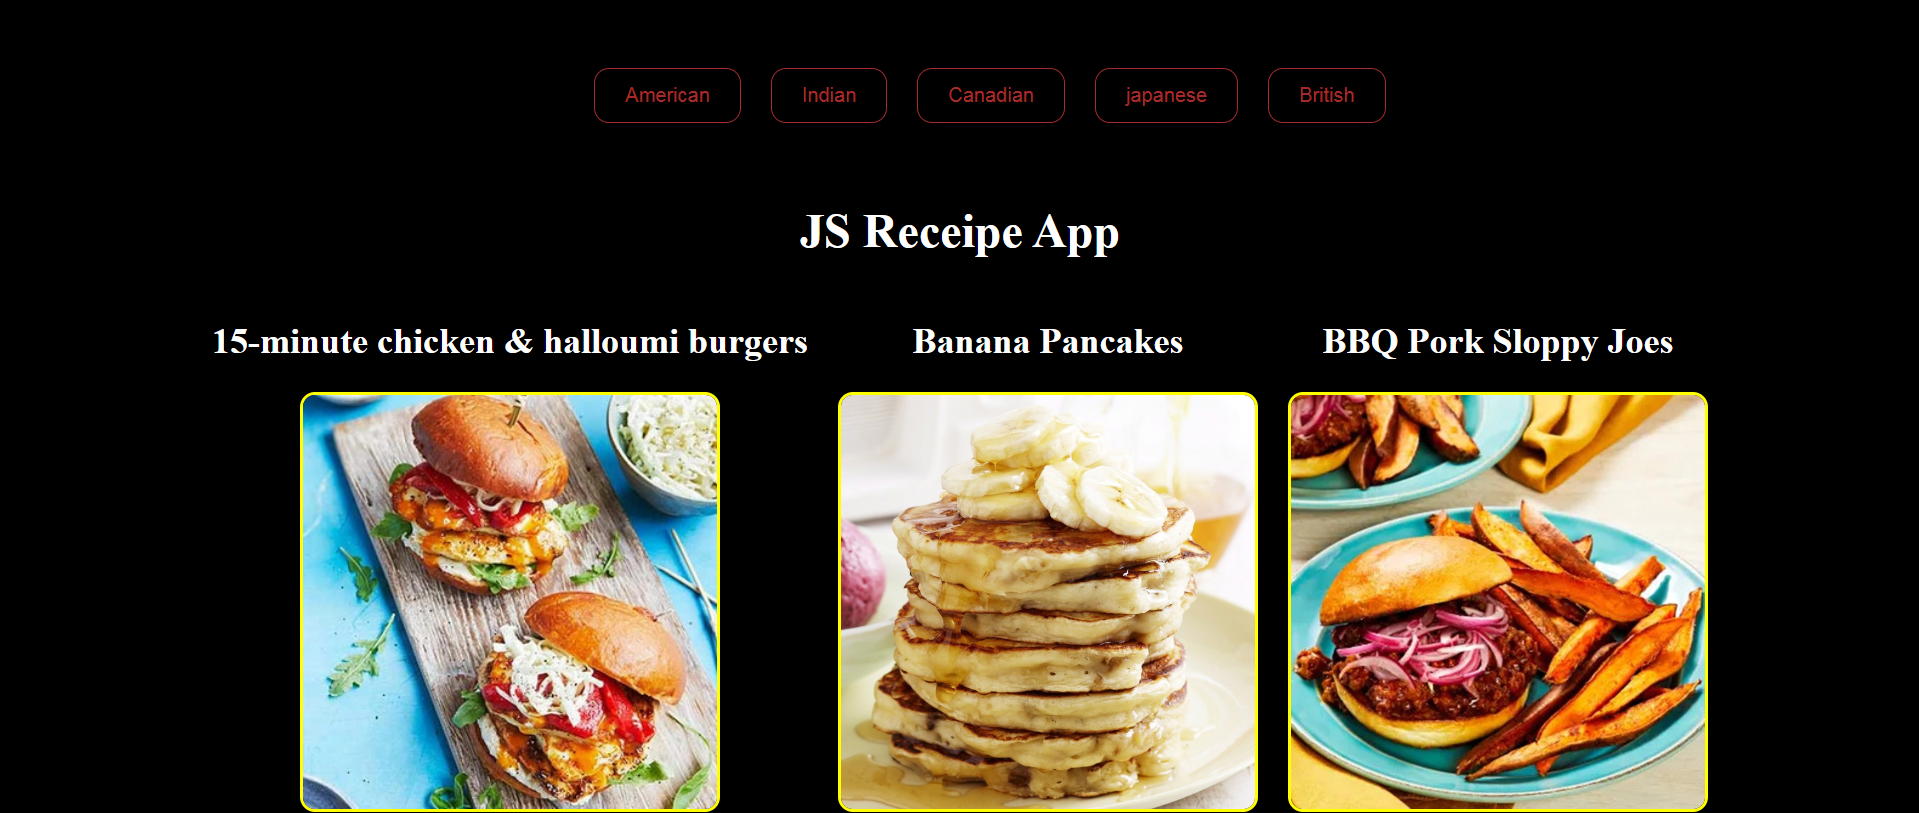 American Indian Canadian japanese British
JS Receipe App
15-minute chicken & halloumi burgers Banana Pancakes BBQ Pork Sloppy Joes